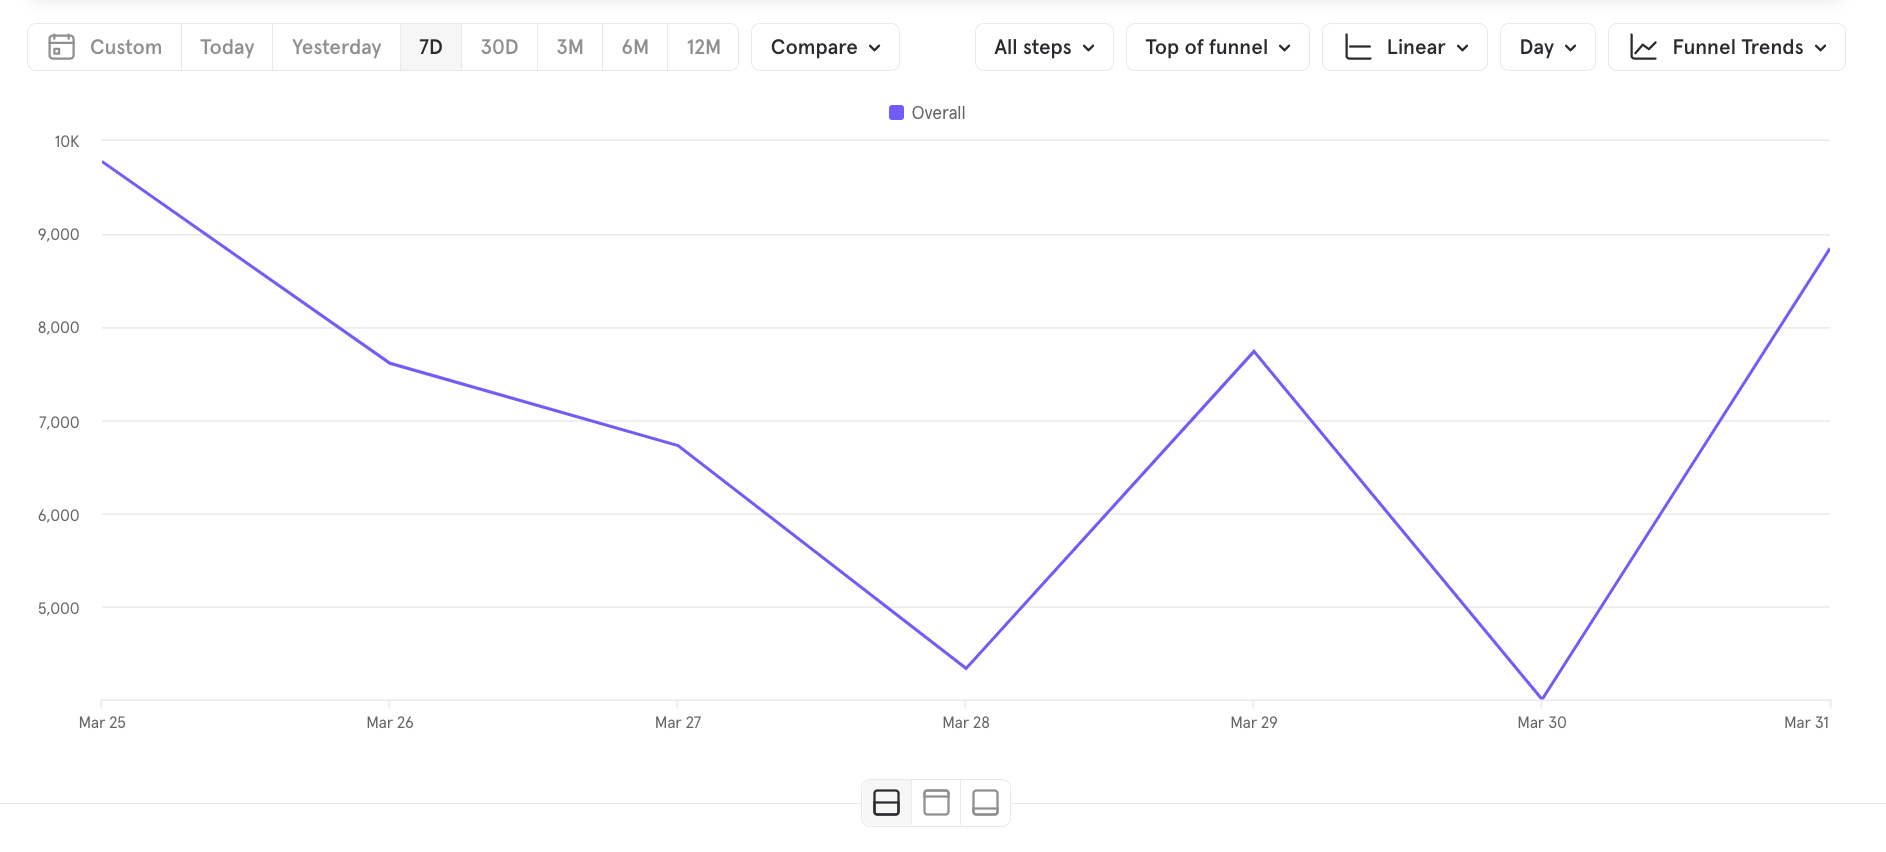 Custom Today Yesterday 7D 30D 3M 6M 12M Compare All steps Top of funnel Linear Day Funnel Trends
Overall
10K
9,000
8,000
7,000
6,000
5,000
Mar 25 Mar 26 Mar 27 Mar 28 Mar 29 Mar 30 Mar 31